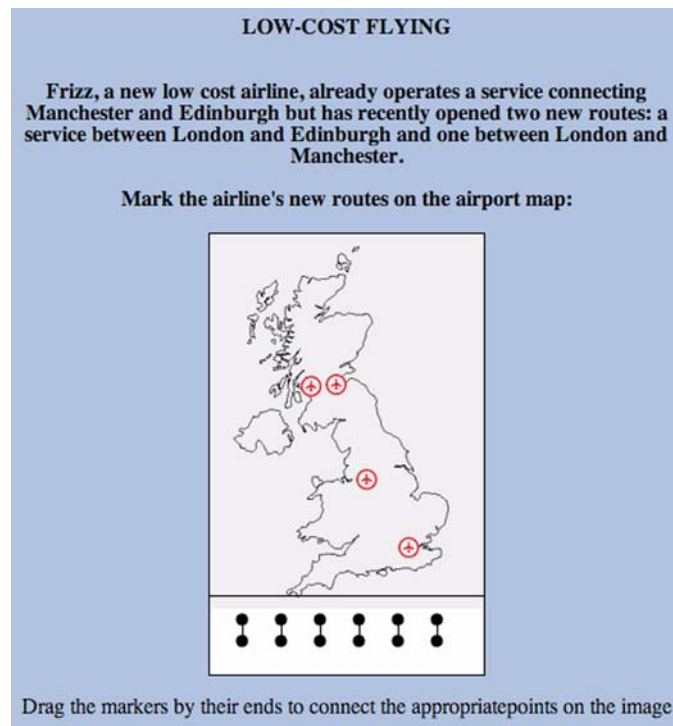 LOW-COST FLYING
Frizz, a new low cost airline, already operates a service connecting
Manchester and Edinburgh but has recently opened two new routes: a
service between London and Edinburgh and one between London and
Manchester.
Mark the airline's new routes on the airport map:
Drag the markers by their ends to connect the appropriatepoints on the image